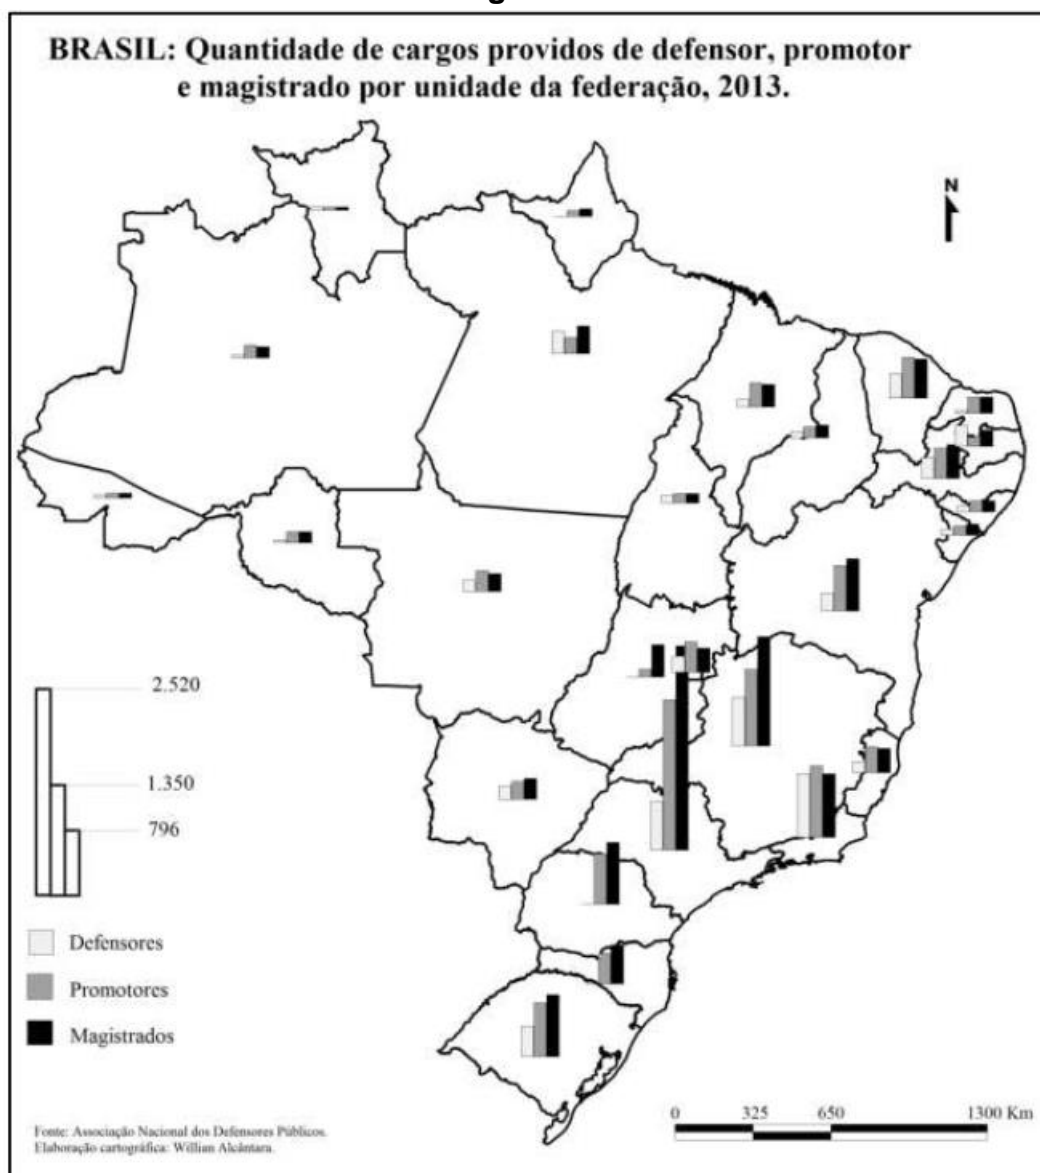 BRASIL: Quantidade de cargos providos de defensor, promotor
e magistrado por unidade da federação, 2013.
N
2.520
1.350
796
Defensores
Promotores
Magistrados
0 325 650 1300 Km
Fonte: Associação Nacional dos Defensores Públicos.
Elaboração cartográfica: Willian Alcântara.